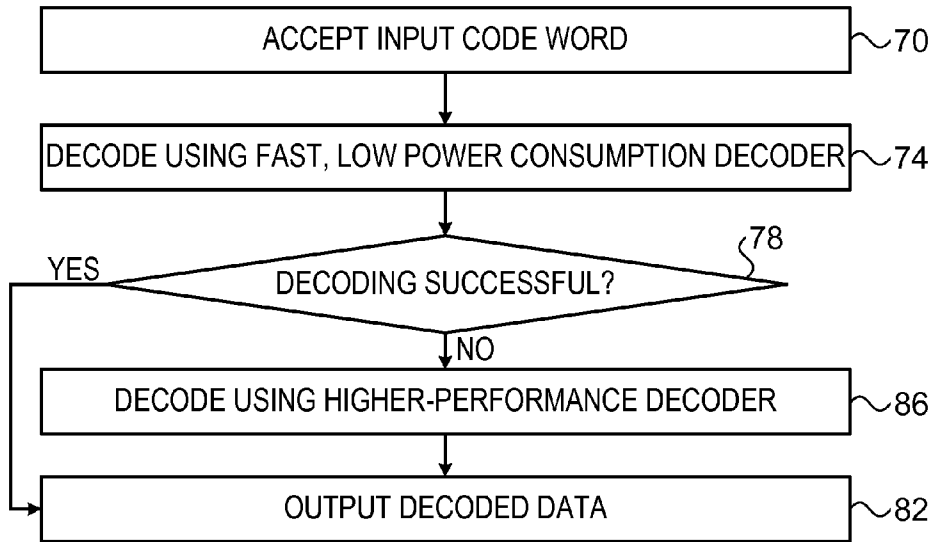 ACCEPT INPUT CODE WORD
70
DECODE USING FAST, LOW POWER CONSUMPTION DECODER
74
78
YES
DECODING SUCCESSFUL?
NO
DECODE USING HIGHER-PERFORMANCE DECODER
86
OUTPUT DECODED DATA
82